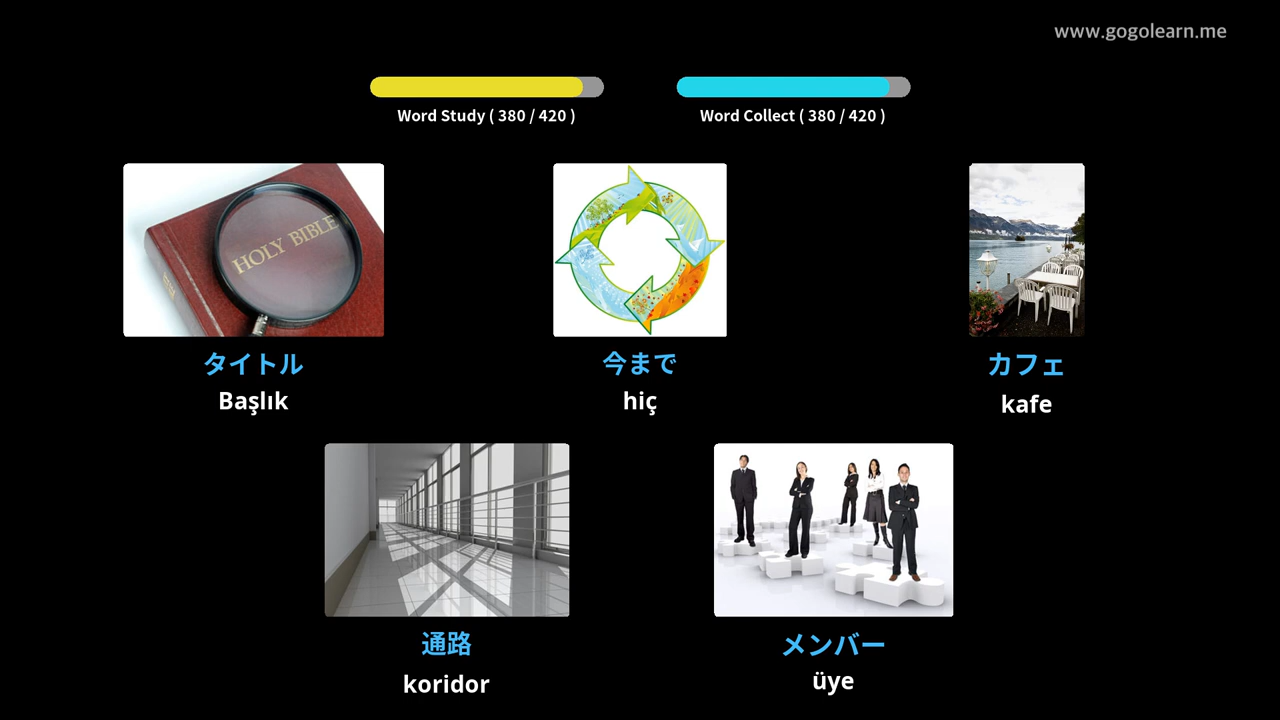 www.gogolearn.me
Word Study ( 380 / 420 )
Word Collect ( 380 / 420 )
HOLY BIBLE
タイトル
Başlık
今まで
hiç
カフェ
kafe
通路
koridor
メンバー
üye